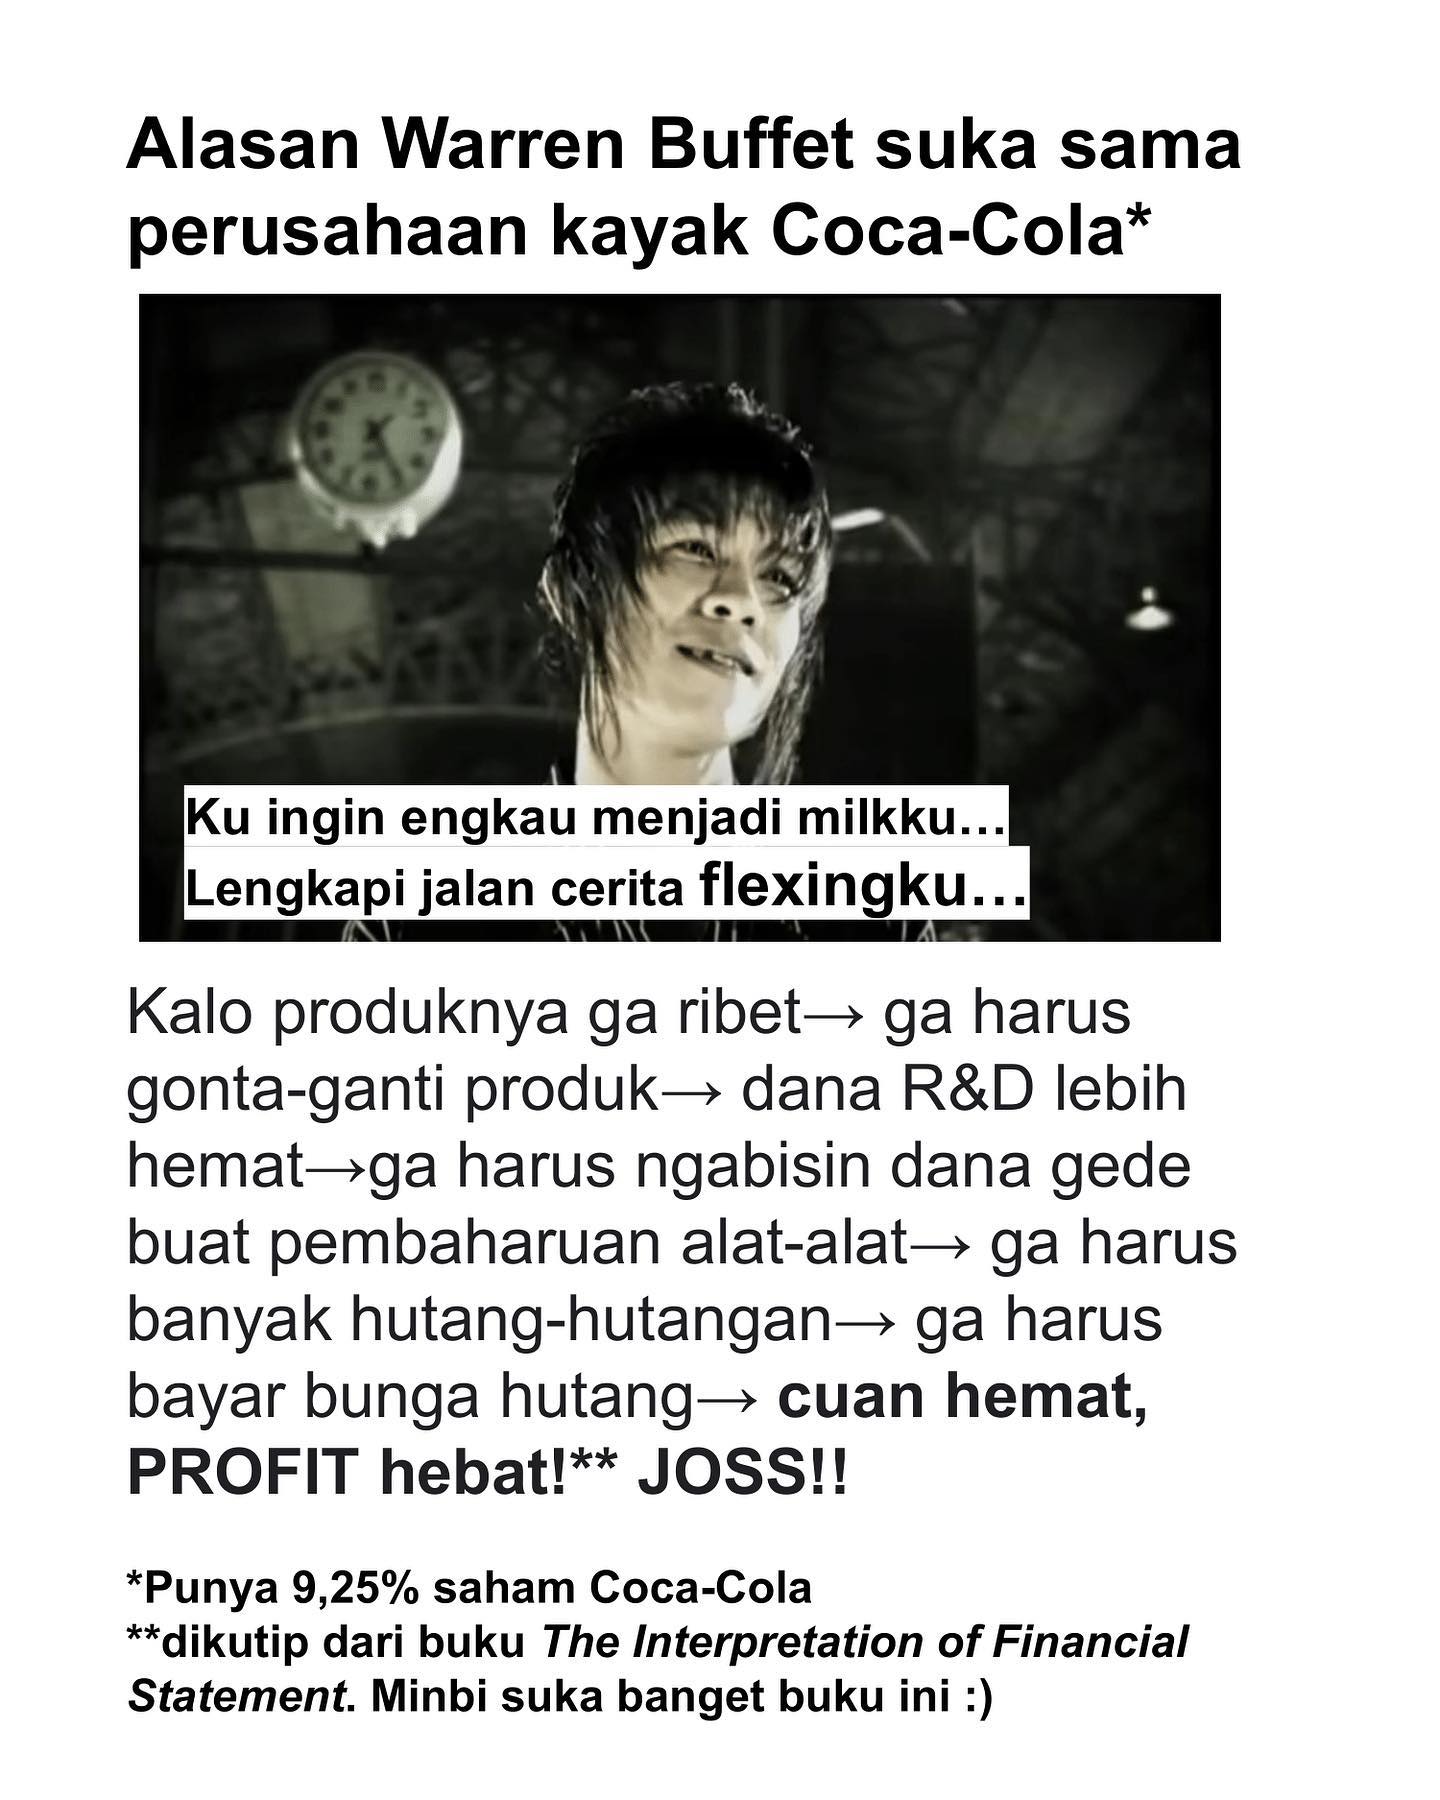 Alasan Warren Buffet suka sama
perusahaan kayak Coca-Cola*
Ku ingin engkau menjadi milkku...
Lengkapi jalan cerita flexingku...
Kalo produknya ga ribet→ ga harus
gonta-ganti produk→ dana R&D lebih
hemat→ga harus ngabisin dana gede
buat pembaharuan alat-alat→ ga harus
banyak hutang-hutangan→ ga harus
bayar bunga hutang→ cuan hemat,
PROFIT hebat!** JOSS!!
*Punya 9,25% saham Coca-Cola
**dikutip dari buku The Interpretation of Financial
Statement. Minbi suka banget buku ini :)